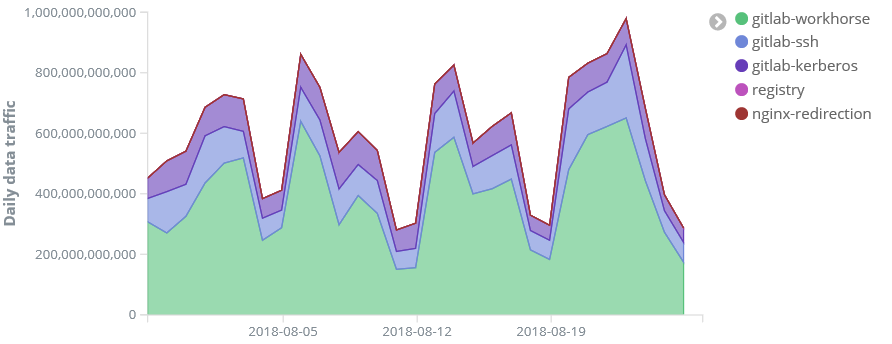 1,000,000,000,000
800,000,000,000
600,000,000,000
400,000,000,000
200,000,000,000
0
Daily data traffic
2018-08-05
2018-08-12
2018-08-19
gitlab-workhorse
gitlab-ssh
gitlab-kerberos
registry
nginx-redirection